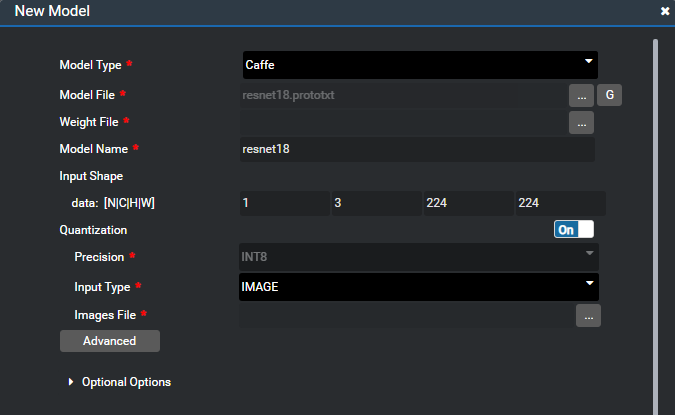 New Model
Model Type * Caffe
Model File * resnet18.prototxt ... G
Weight File * ...
Model Name * resnet18
Input Shape
data: [N|C|H|W] 1 3 224 224
Quantization On
Precision * INT8
Input Type * IMAGE
Images File * ...
Advanced
Optional Options